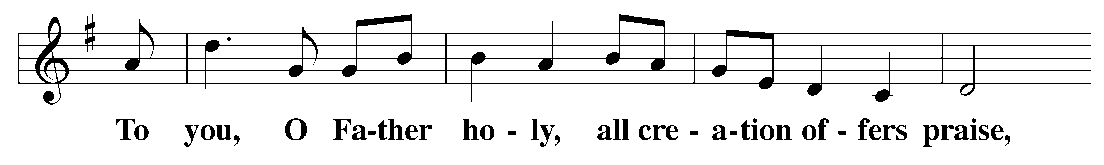 To you, O Fa-ther ho - ly, all cre - a-tion of - fers praise,